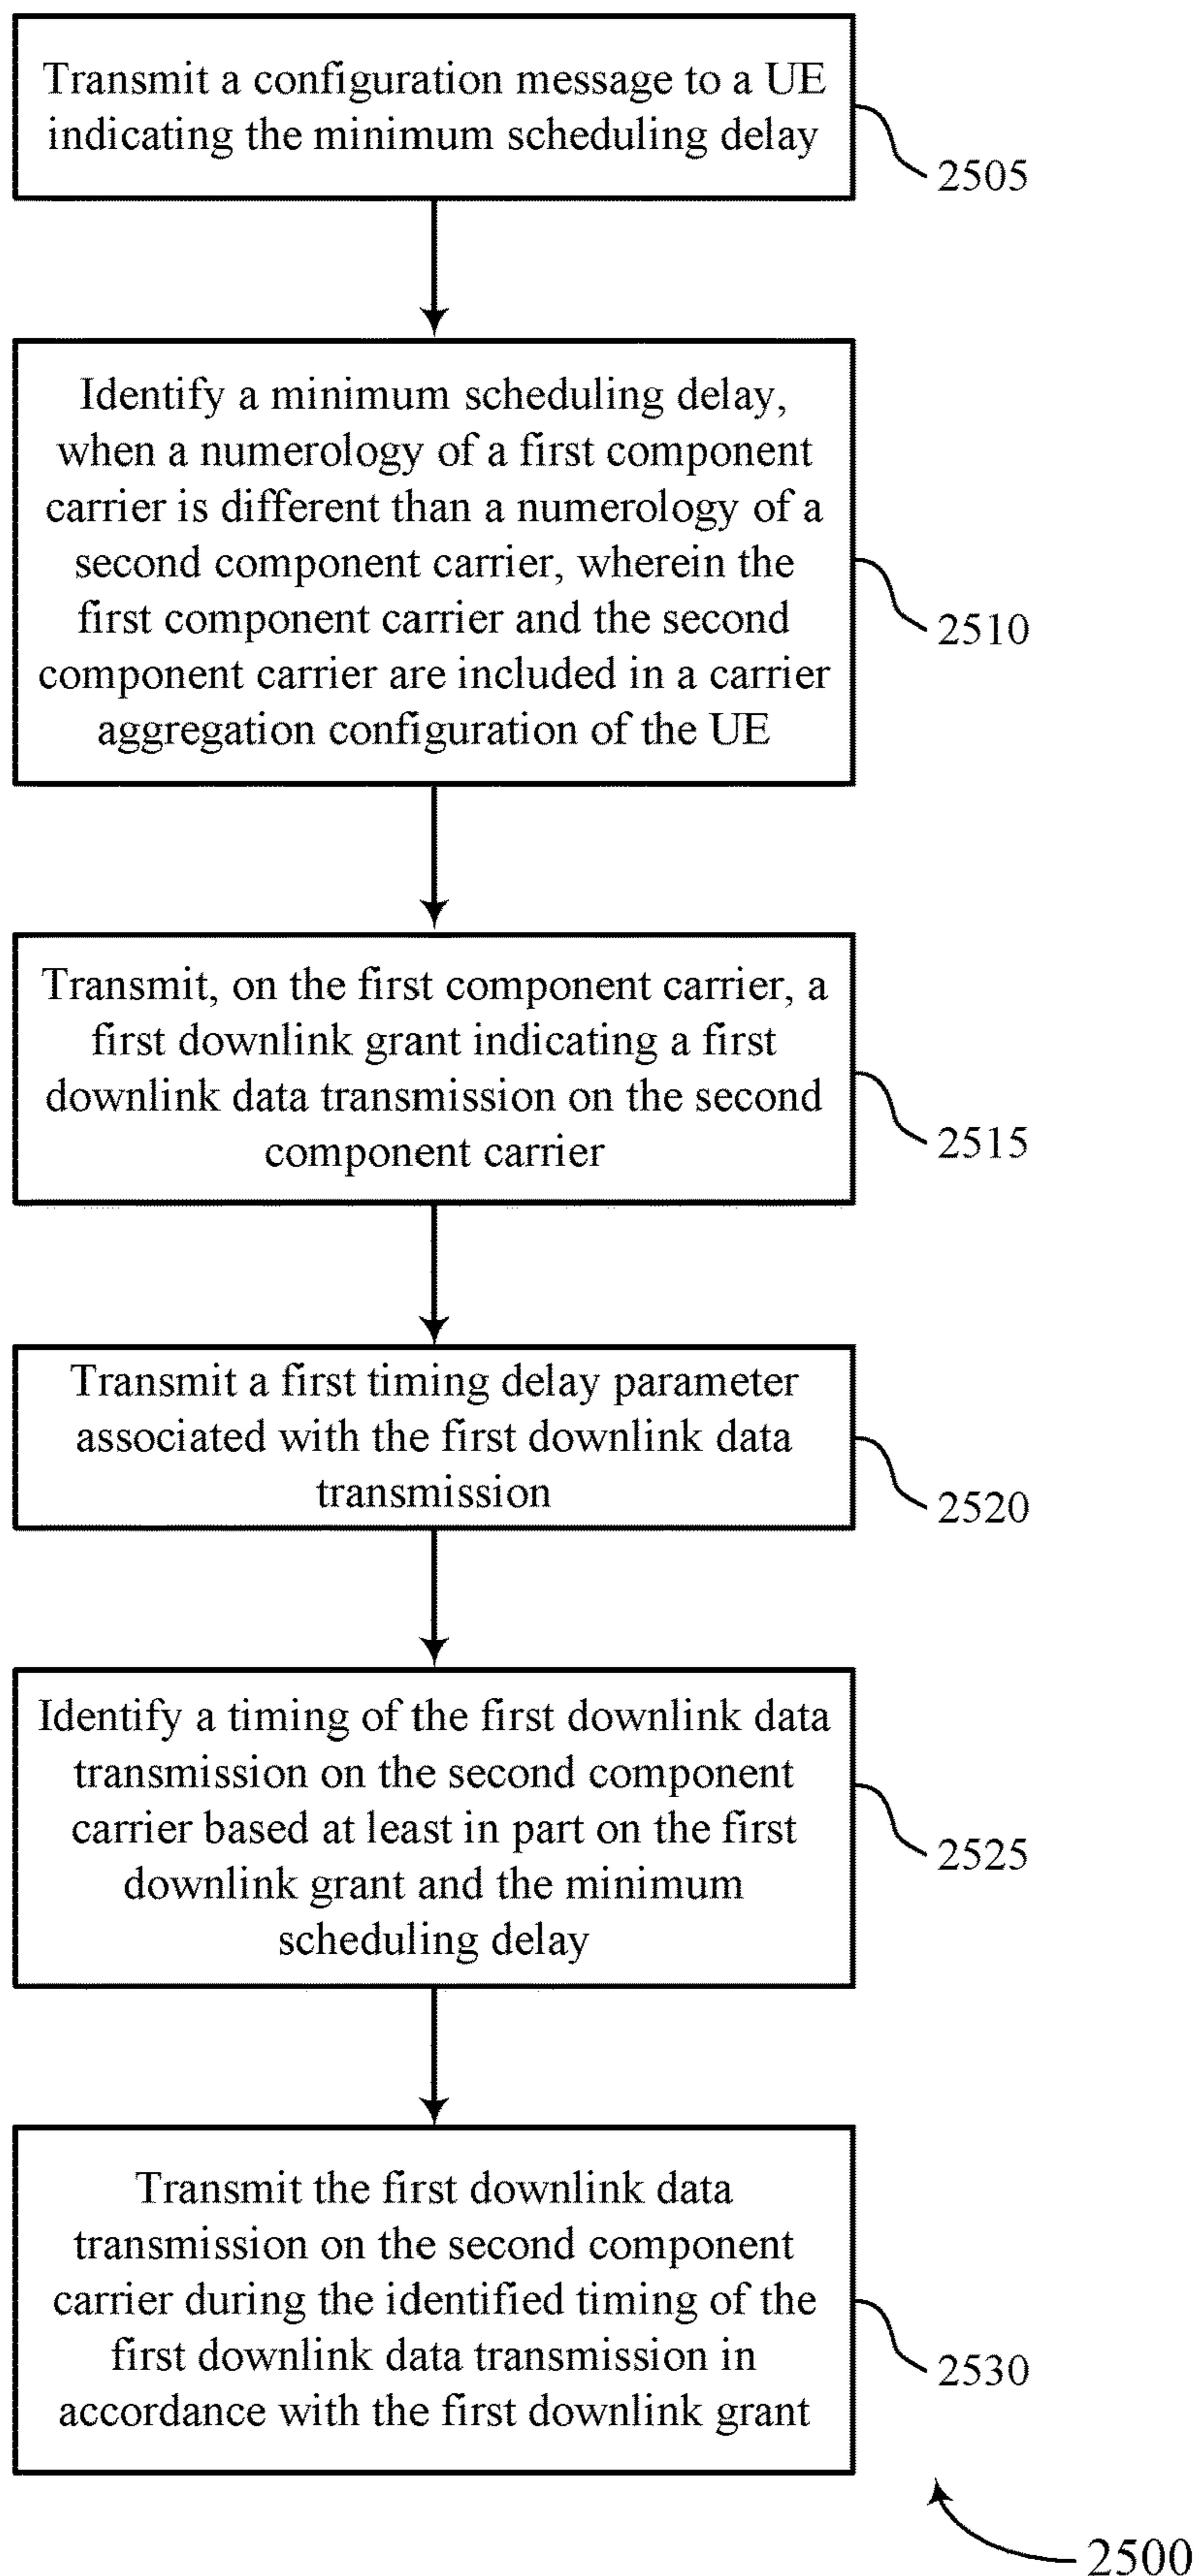 Transmit a configuration message to a UE
indicating the minimum scheduling delay
2505
Identify a minimum scheduling delay,
when a numerology of a first component
carrier is different than a numerology of a
second component carrier, wherein the
first component carrier and the second
component carrier are included in a carrier
aggregation configuration of the UE
2510
Transmit, on the first component carrier, a
first downlink grant indicating a first
downlink data transmission on the second
component carrier
2515
Transmit a first timing delay parameter
associated with the first downlink data
transmission
2520
Identify a timing of the first downlink data
transmission on the second component
carrier based at least in part on the first
downlink grant and the minimum
scheduling delay
2525
Transmit the first downlink data
transmission on the second component
carrier during the identified timing of the
first downlink data transmission in
accordance with the first downlink grant
2530
2500